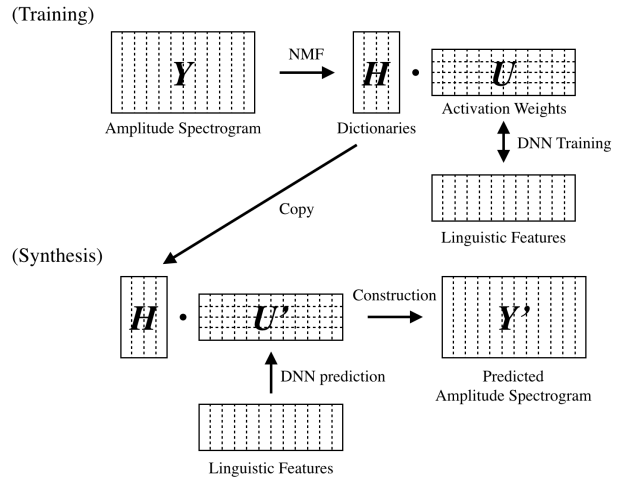 (Training)
Y
NMF
H
•
U
Amplitude Spectrogram
Dictionaries
Activation Weights
DNN Training
Copy
Linguistic Features
(Synthesis)
H
•
U'
Construction
Y'
DNN prediction
Predicted
Amplitude Spectrogram
Linguistic Features